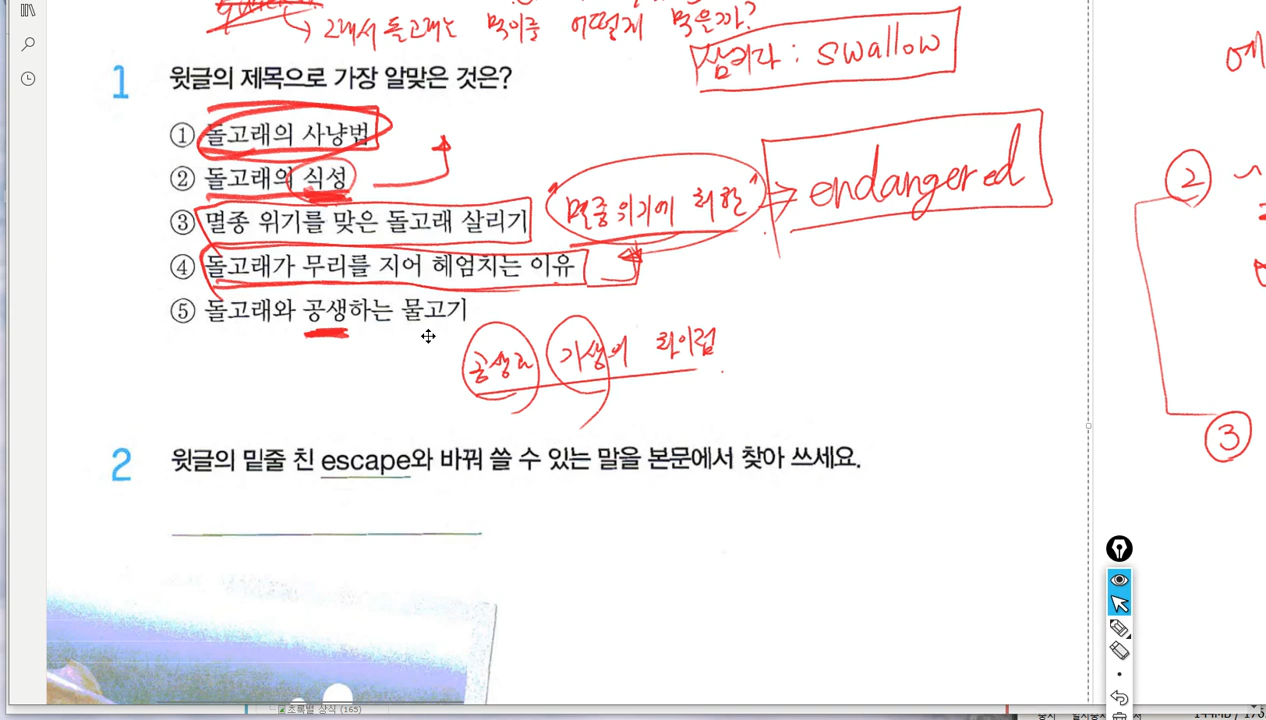 그래서 돌고래는 먹이를 어떻게 먹은까?
삼키다 : swallow
1 윗글의 제목으로 가장 알맞은 것은?
① 돌고래의 사냥법
② 돌고래의 식성
③ 멸종 위기를 맞은 돌고래 살리기
④ 돌고래가 무리를 지어 헤엄치는 이유
⑤ 돌고래와 공생하는 물고기
"멸종위기에 처한" ⇒ endangered
공생과 기생의 차이점
2 윗글의 밑줄 친 escape와 바꿔 쓸 수 있는 말을 본문에서 찾아 쓰세요.
②
③
초록별 상식 (165)